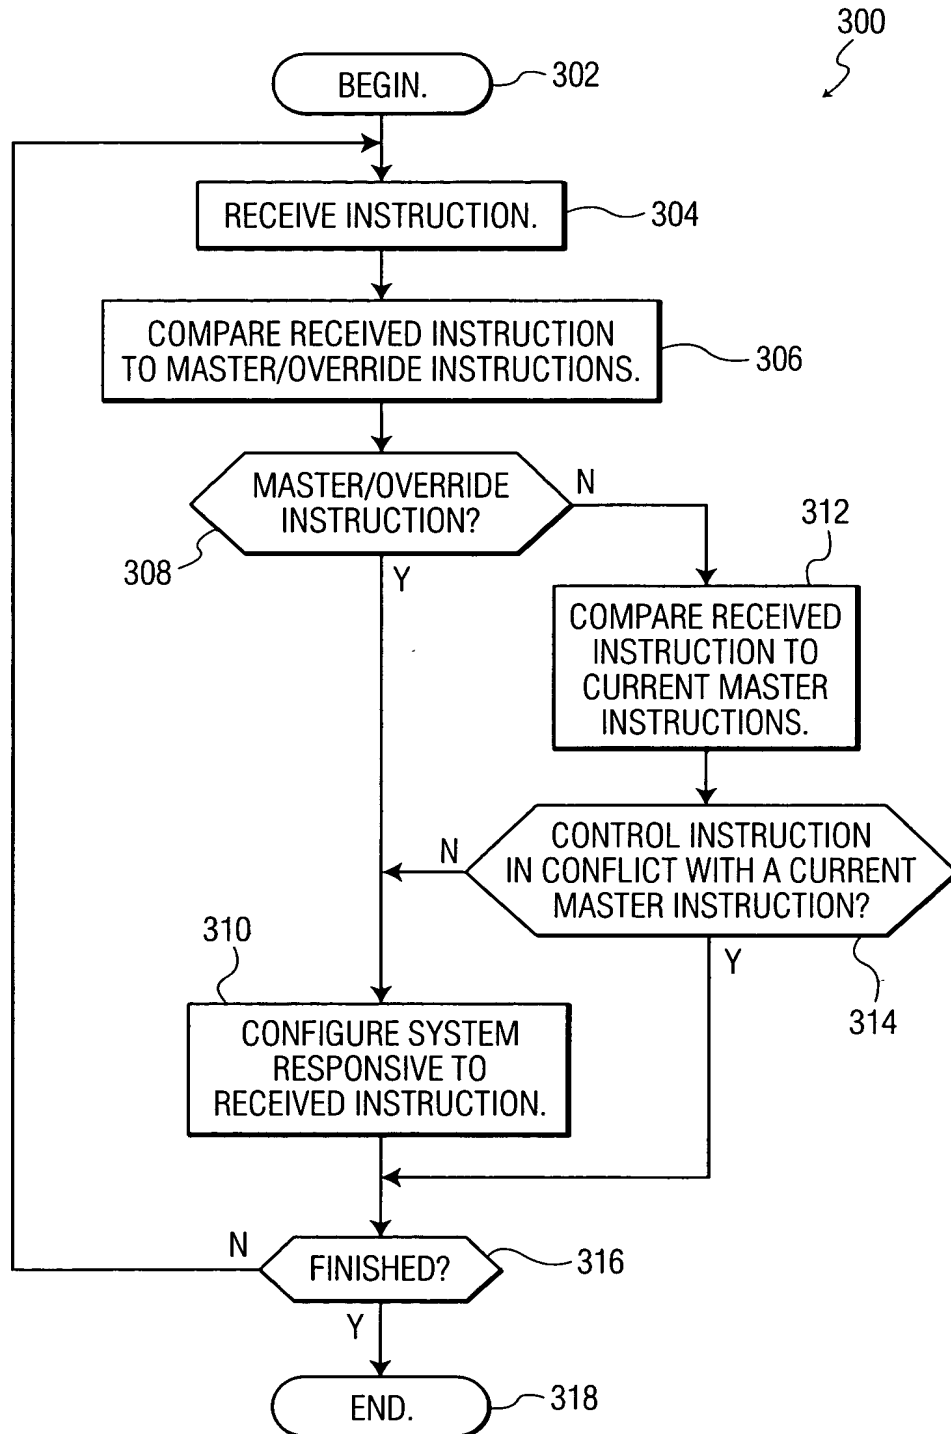 300
BEGIN.
302
RECEIVE INSTRUCTION.
304
COMPARE RECEIVED INSTRUCTION
TO MASTER/OVERRIDE INSTRUCTIONS.
306
MASTER/OVERRIDE
INSTRUCTION?
N
308
Y
312
COMPARE RECEIVED
INSTRUCTION TO
CURRENT MASTER
INSTRUCTIONS.
CONTROL INSTRUCTION
IN CONFLICT WITH A CURRENT
MASTER INSTRUCTION?
N
Y
314
310
CONFIGURE SYSTEM
RESPONSIVE TO
RECEIVED INSTRUCTION.
N
FINISHED?
316
Y
END.
318